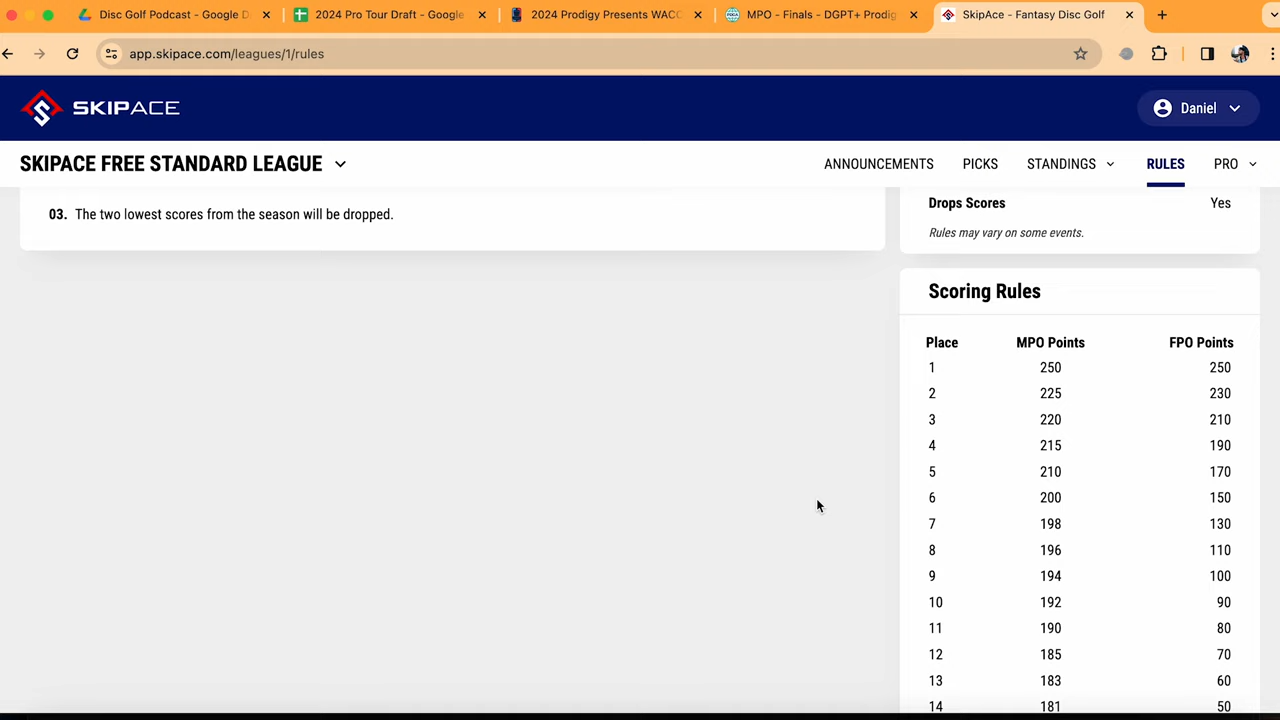 Disc Golf Podcast - Google D
2024 Pro Tour Draft - Google
2024 Prodigy Presents WACC
MPO - Finals - DGPT+ Prodig
SkipAce - Fantasy Disc Golf
app.skipace.com/leagues/1/rules
SKIPACE
Daniel
SKIPACE FREE STANDARD LEAGUE
ANNOUNCEMENTS PICKS STANDINGS RULES PRO
03. The two lowest scores from the season will be dropped.
Drops Scores Yes
Rules may vary on some events.
Scoring Rules
Place MPO Points FPO Points
1 250 250
2 225 230
3 220 210
4 215 190
5 210 170
6 200 150
7 198 130
8 196 110
9 194 100
10 192 90
11 190 80
12 185 70
13 183 60
14 181 50